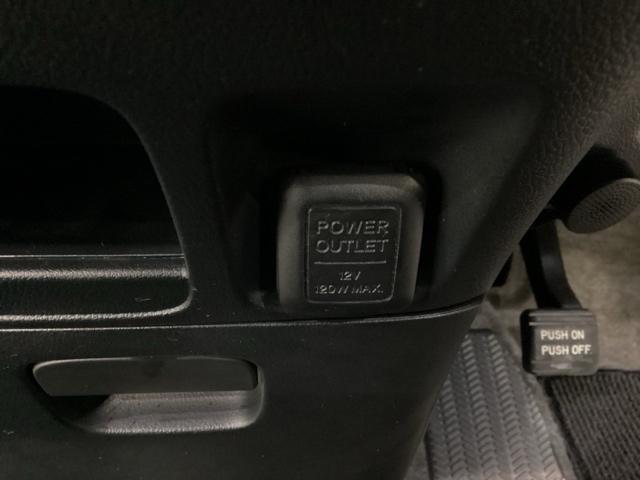 POWER
OUTLET
12V
120W MAX.
PUSH ON
PUSH OFF